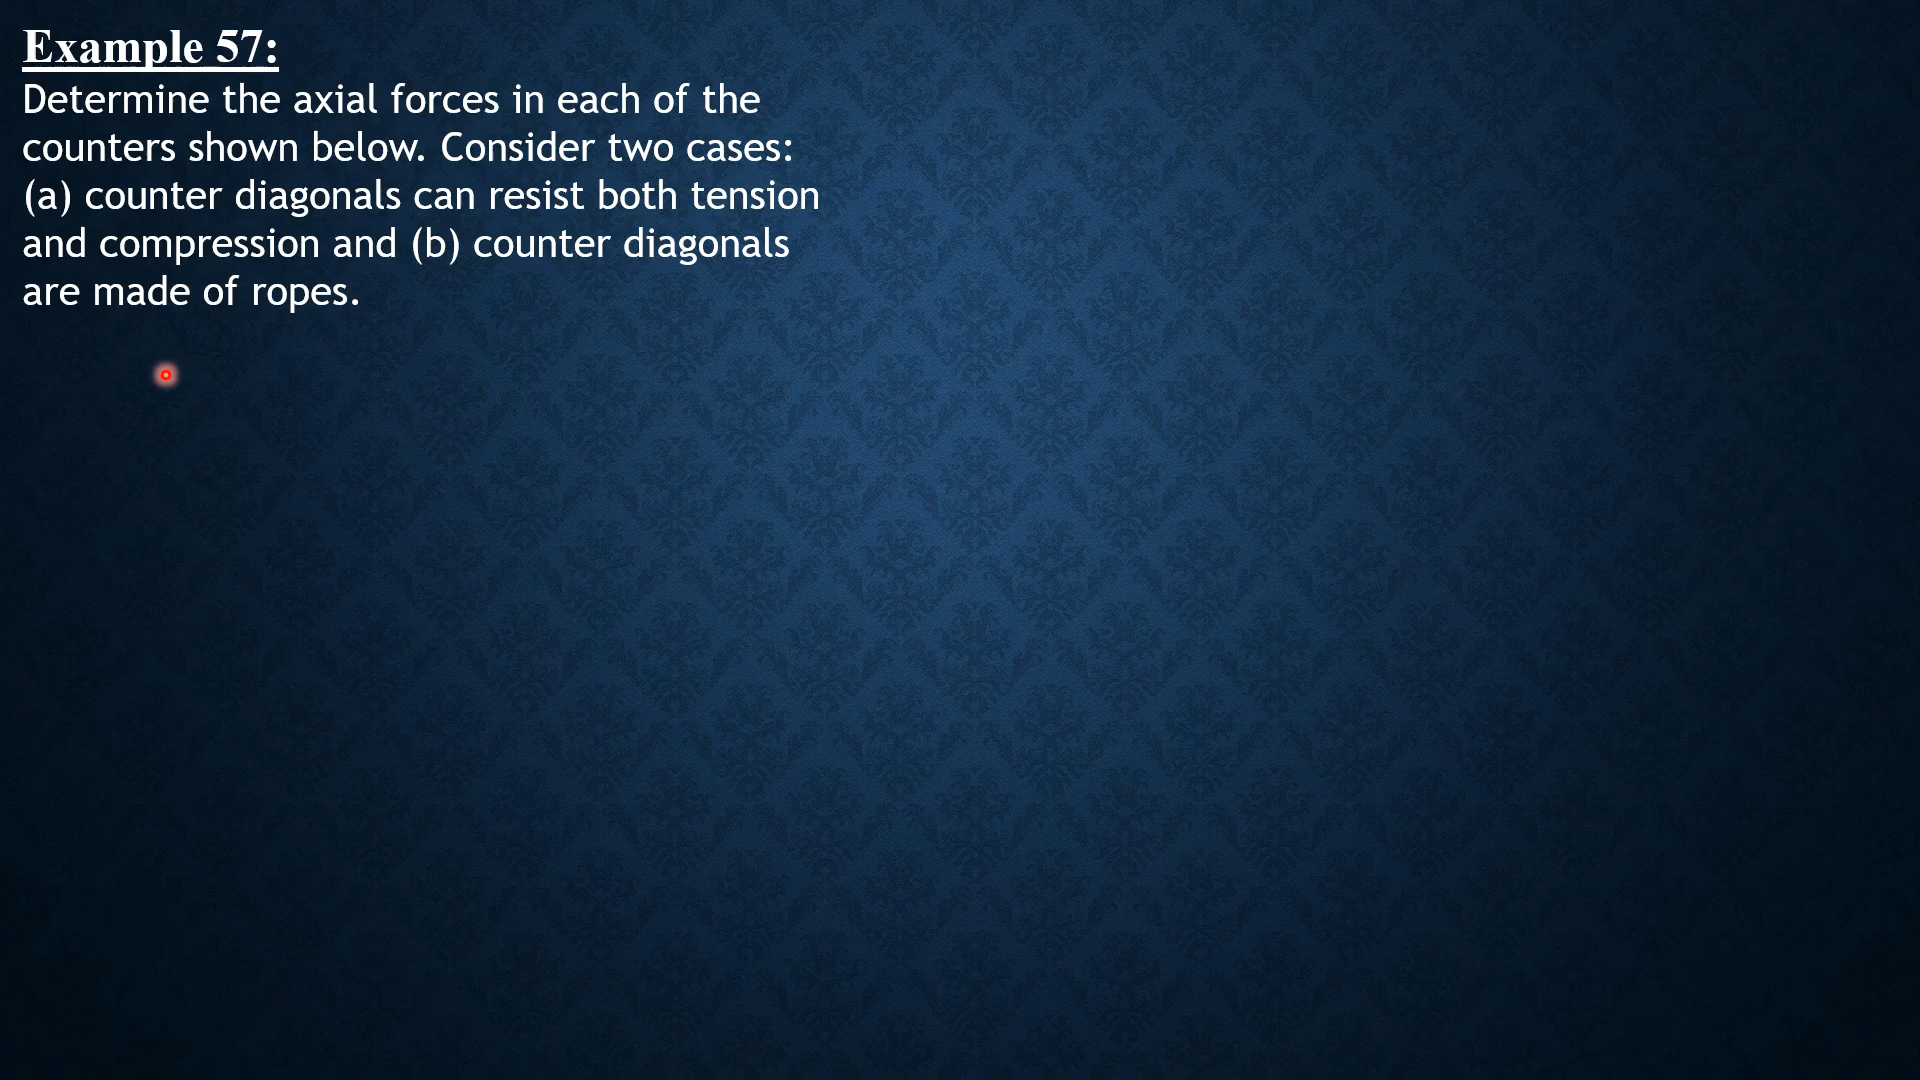 Example 57:
Determine the axial forces in each of the
counters shown below. Consider two cases:
(a) counter diagonals can resist both tension
and compression and (b) counter diagonals
are made of ropes.